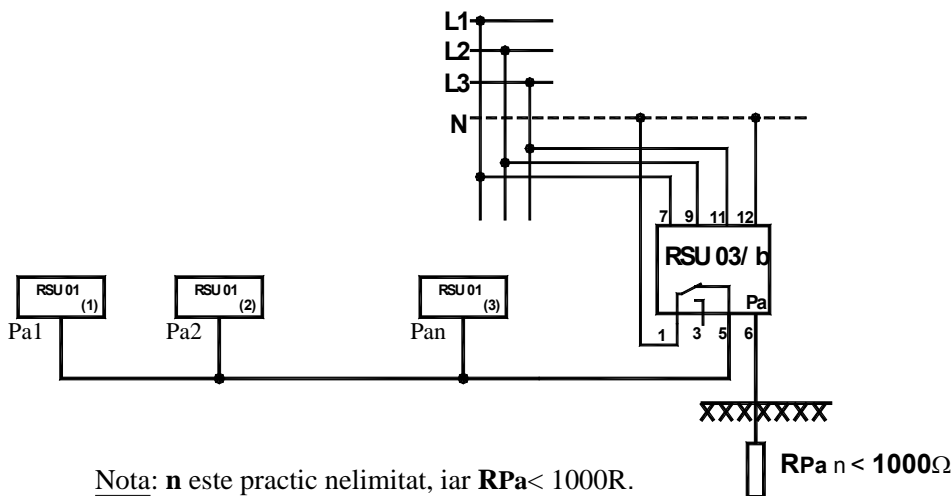 L1
L2
L3
N
7 9 11 12
RSU 03/ b
Pa
1 3 5 6
RSU 01
(1)
Pa1
RSU 01
(2)
Pa2
RSU 01
(3)
Pan
RPa n < 1000Ω
Nota: n este practic nelimitat, iar RPa< 1000R.